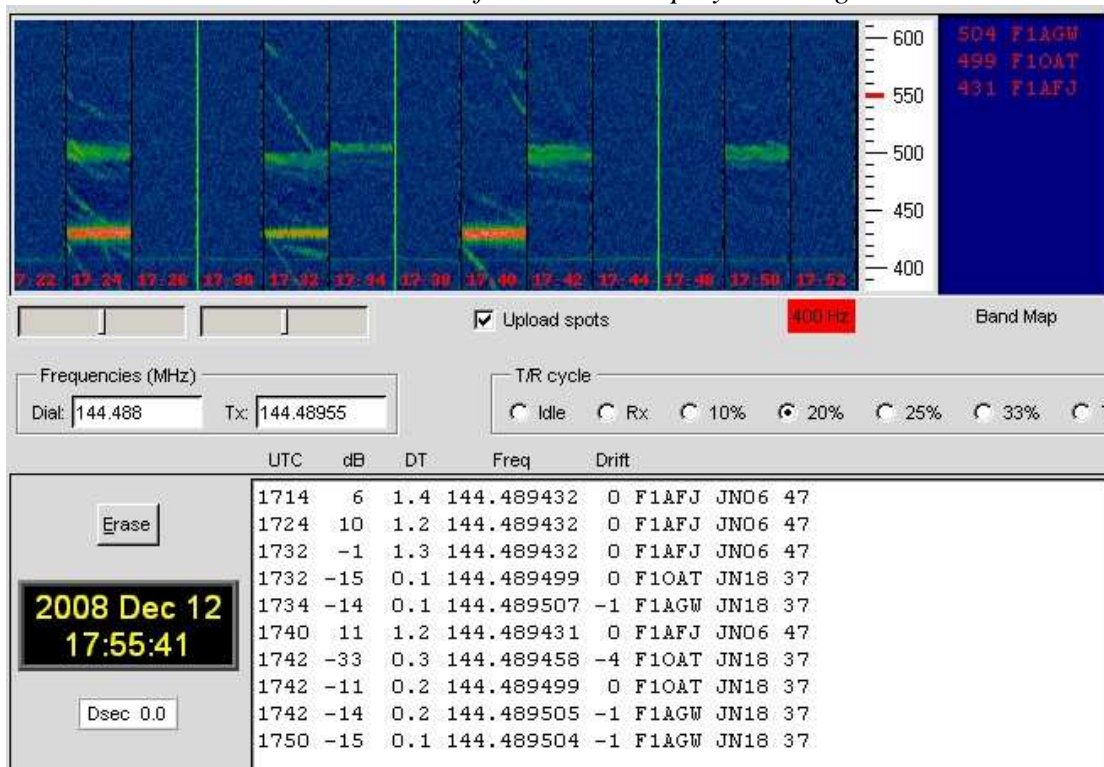 600
550
500
450
400
504 F1AGW
499 F1OAT
431 F1AFJ
7:22 17:24 17:26 17:30 17:32 17:34 17:38 17:40 17:42 17:44 17:48 17:50 17:52
Upload spots
400 Hz
Band Map
Frequencies (MHz)
Dial: 144.488 Tx: 144.48955
T/R cycle
Idle Rx 10% 20% 25% 33%
UTC dB DT Freq Drift
1714 6 1.4 144.489432 0 F1AFJ JN06 47
1724 10 1.2 144.489432 0 F1AFJ JN06 47
1732 -1 1.3 144.489432 0 F1AFJ JN06 47
1732 -15 0.1 144.489499 0 F1OAT JN18 37
1734 -14 0.1 144.489507 -1 F1AGW JN18 37
1740 11 1.2 144.489431 0 F1AFJ JN06 47
1742 -33 0.3 144.489458 -4 F1OAT JN18 37
1742 -11 0.2 144.489499 0 F1OAT JN18 37
1742 -14 0.2 144.489505 -1 F1AGW JN18 37
1750 -15 0.1 144.489504 -1 F1AGW JN18 37
Erase
2008 Dec 12
17:55:41
Dsec 0.0